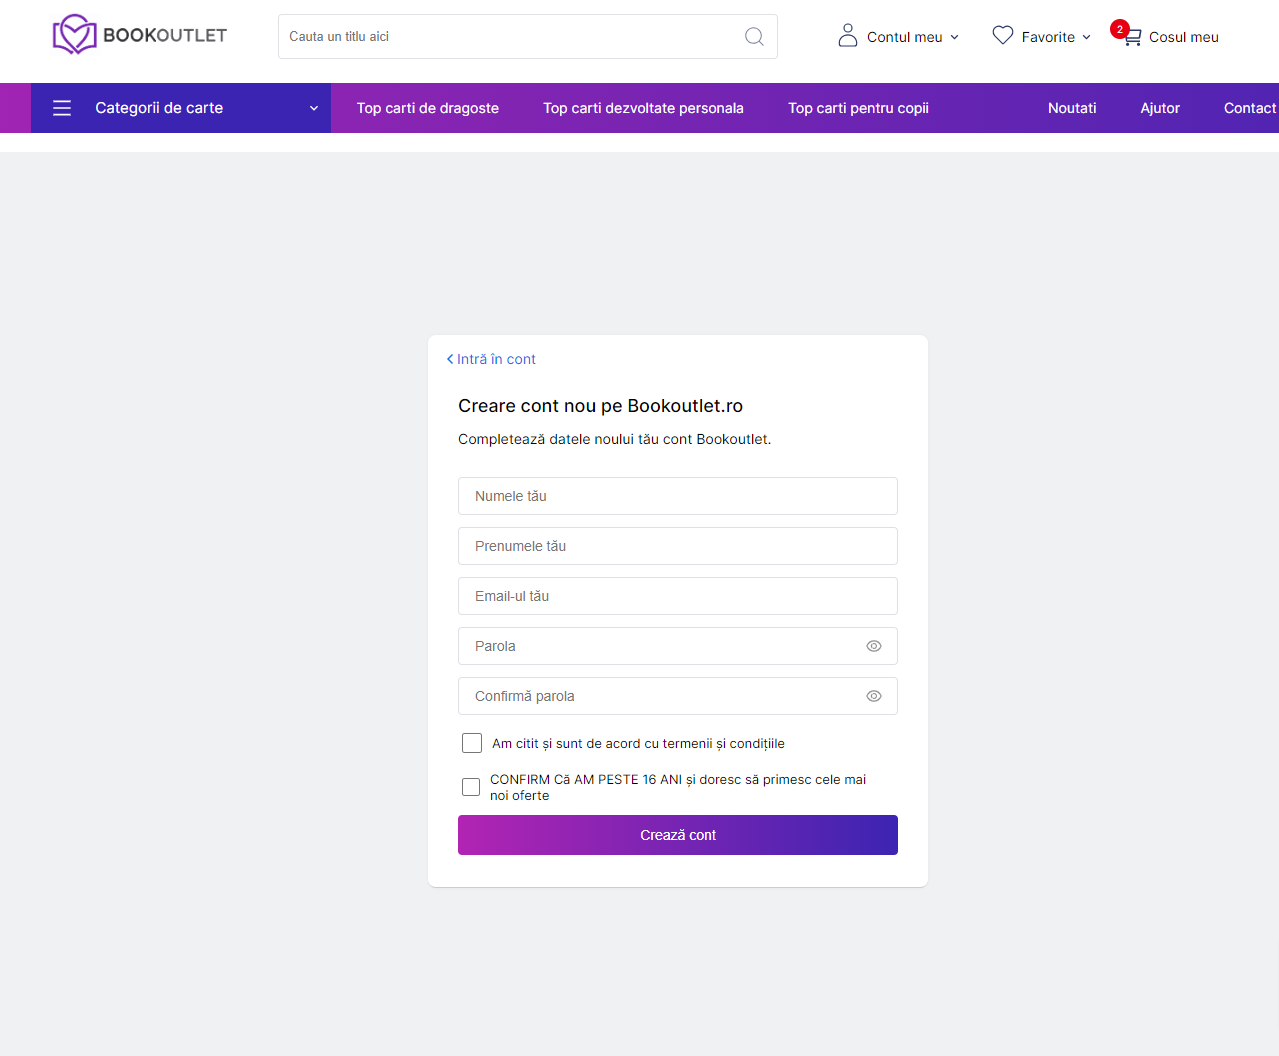 BOOKOUTLET
Cauta un titlu aici
Contul meu
Favorite
2
Cosul meu
Categorii de carte
Top carti de dragoste
Top carti dezvoltate personala
Top carti pentru copii
Noutati
Ajutor
Contact
Intră în cont
Creare cont nou pe Bookoutlet.ro
Completează datele noului tău cont Bookoutlet.
Numele tău
Prenumele tău
Email-ul tău
Parola
Confirmă parola
Am citit și sunt de acord cu termenii și condițiile
CONFIRM Că AM PESTE 16 ANI și doresc să primesc cele mai
noi oferte
Crează cont